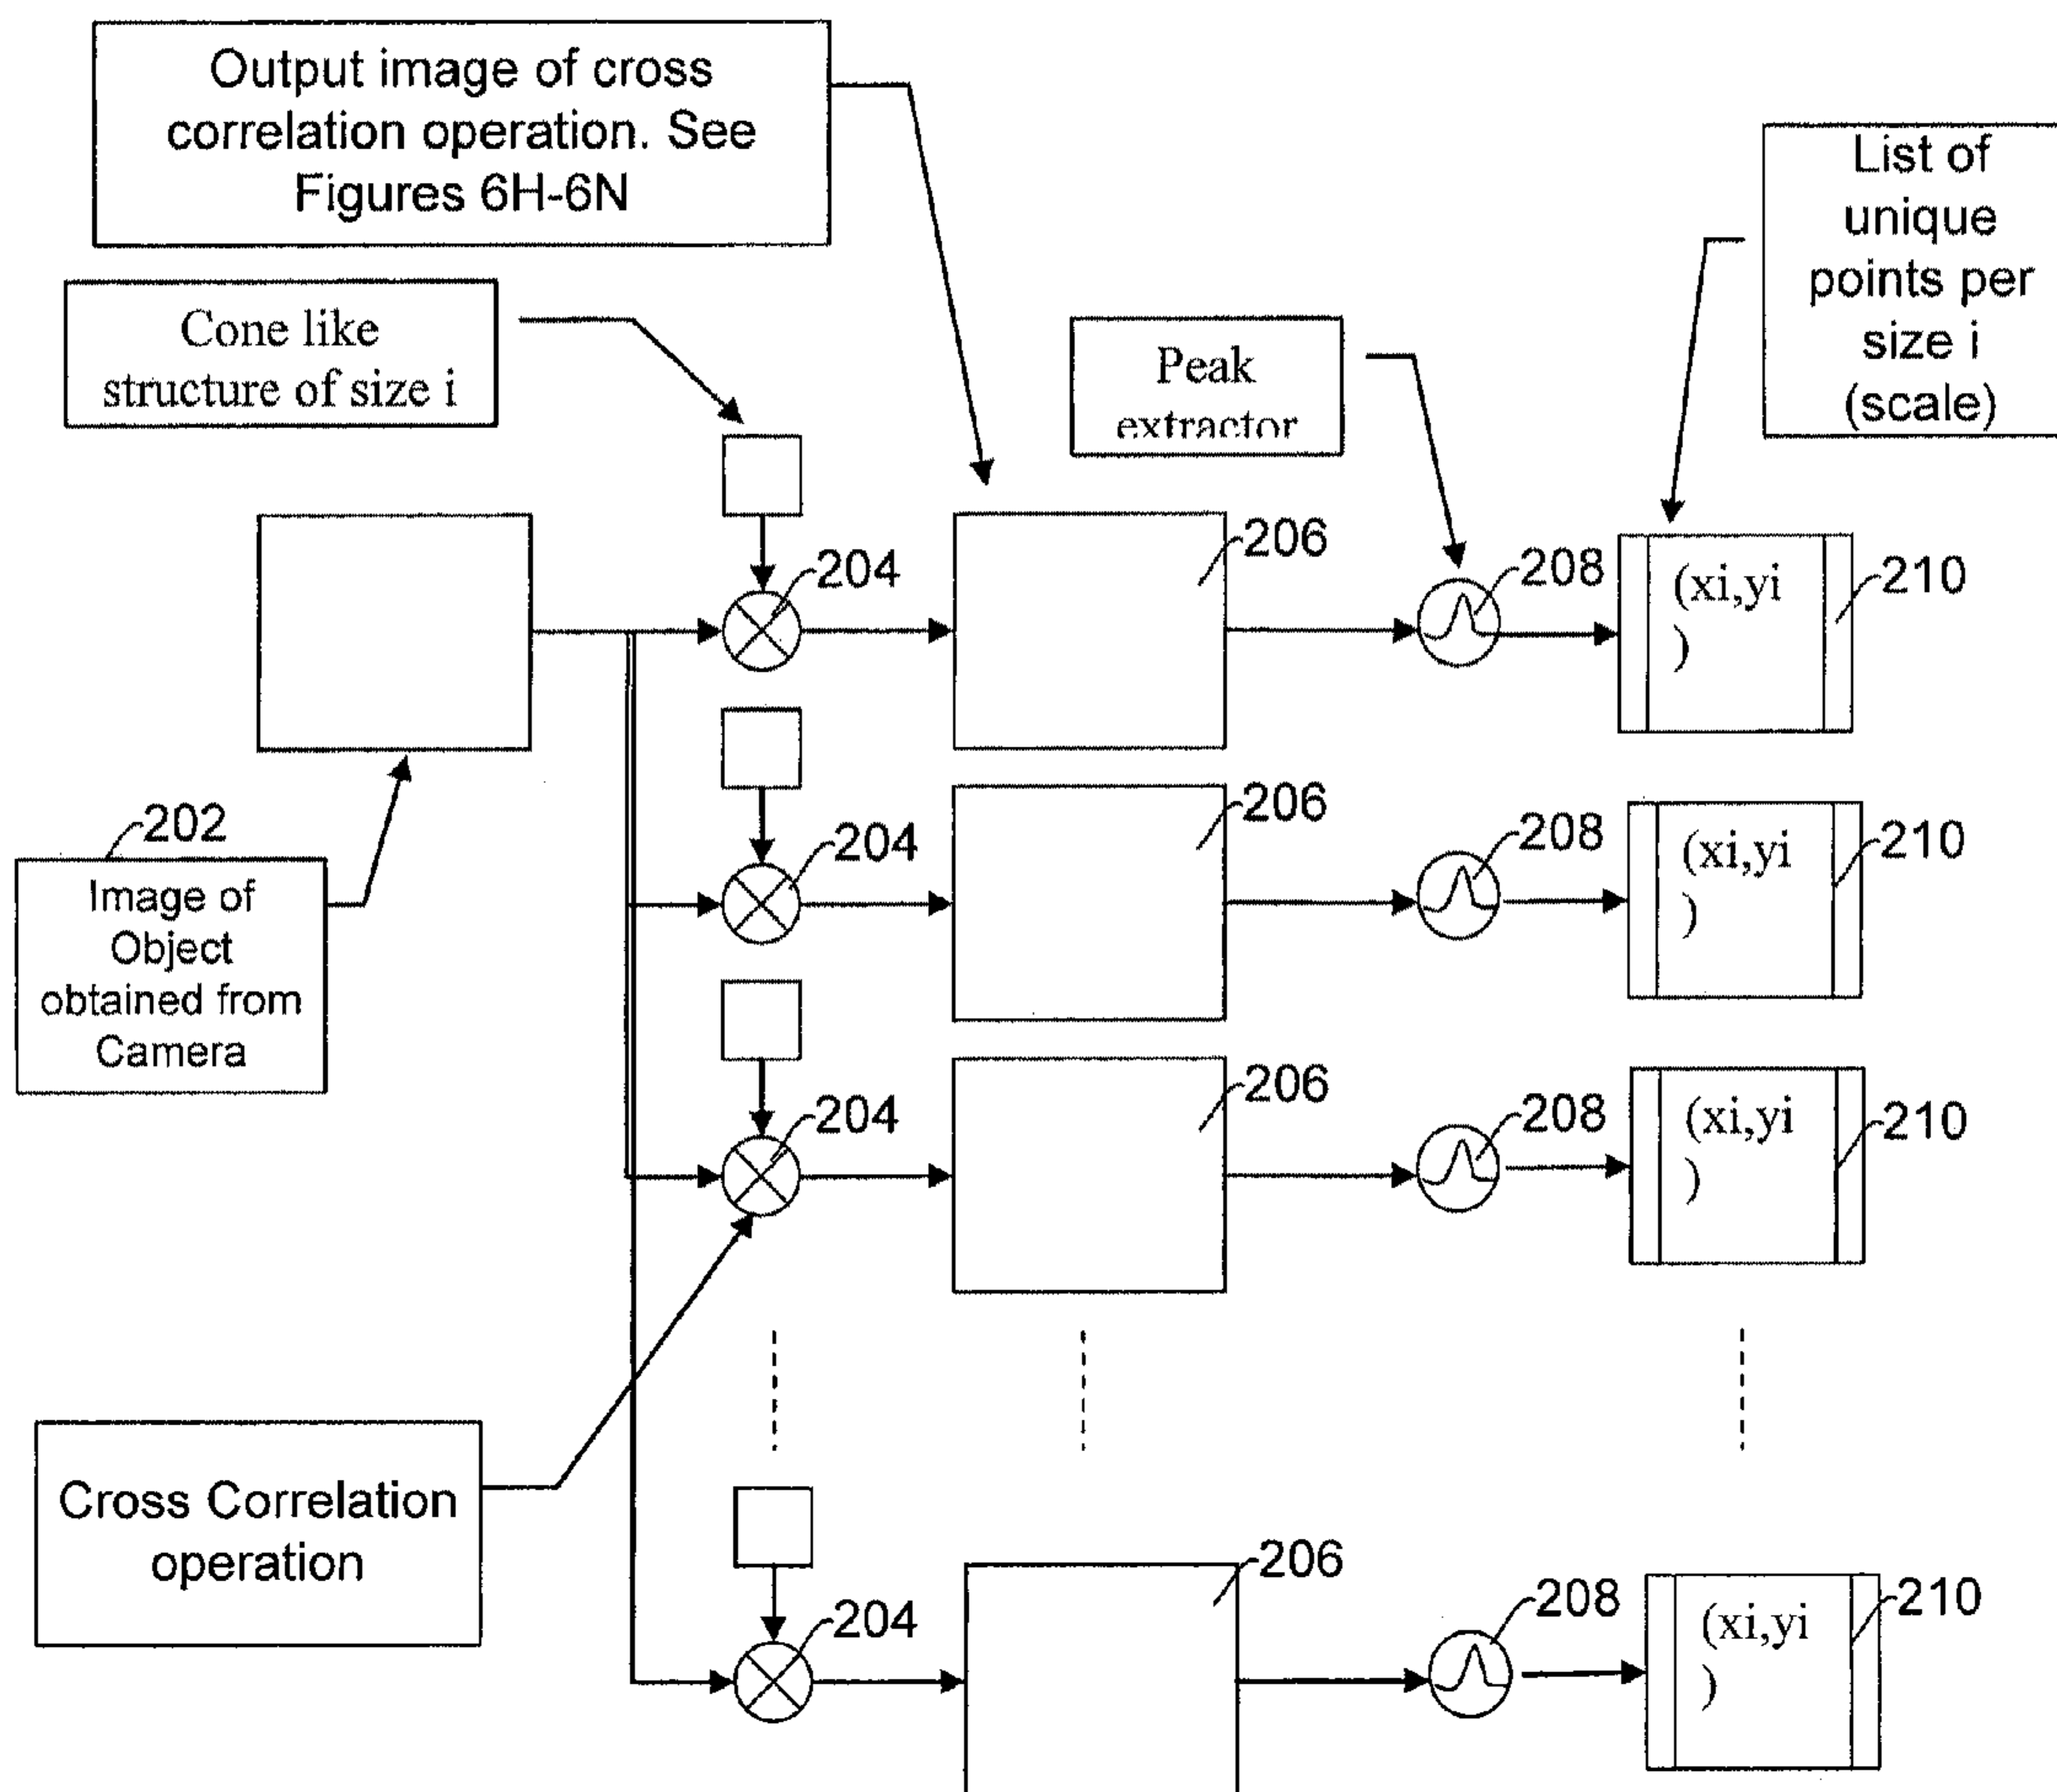 Output image of cross
correlation operation. See
Figures 6H-6N
List of
unique
points per
size i
(scale)
Cone like
structure of size i
Peak
extractor
206
204
208
(xi,yi
)
210
202
Image of
Object
obtained from
Camera
206
204
208
(xi,yi
)
210
206
204
208
(xi,yi
)
210
Cross Correlation
operation
206
204
208
(xi,yi
)
210